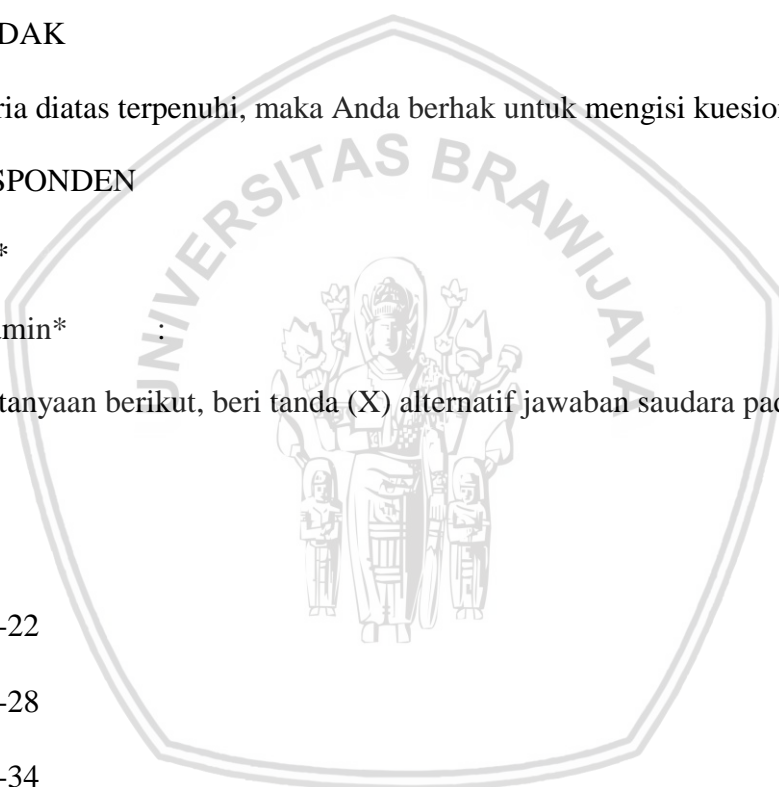 DAK
ria diatas terpenuhi, maka Anda berhak untuk mengisi kuesion
SPONDEN
*
amin* :
tanyaan berikut, beri tanda (X) alternatif jawaban saudara pad
-22
-28
-34
UNIVERSITAS BRAWIJAYA